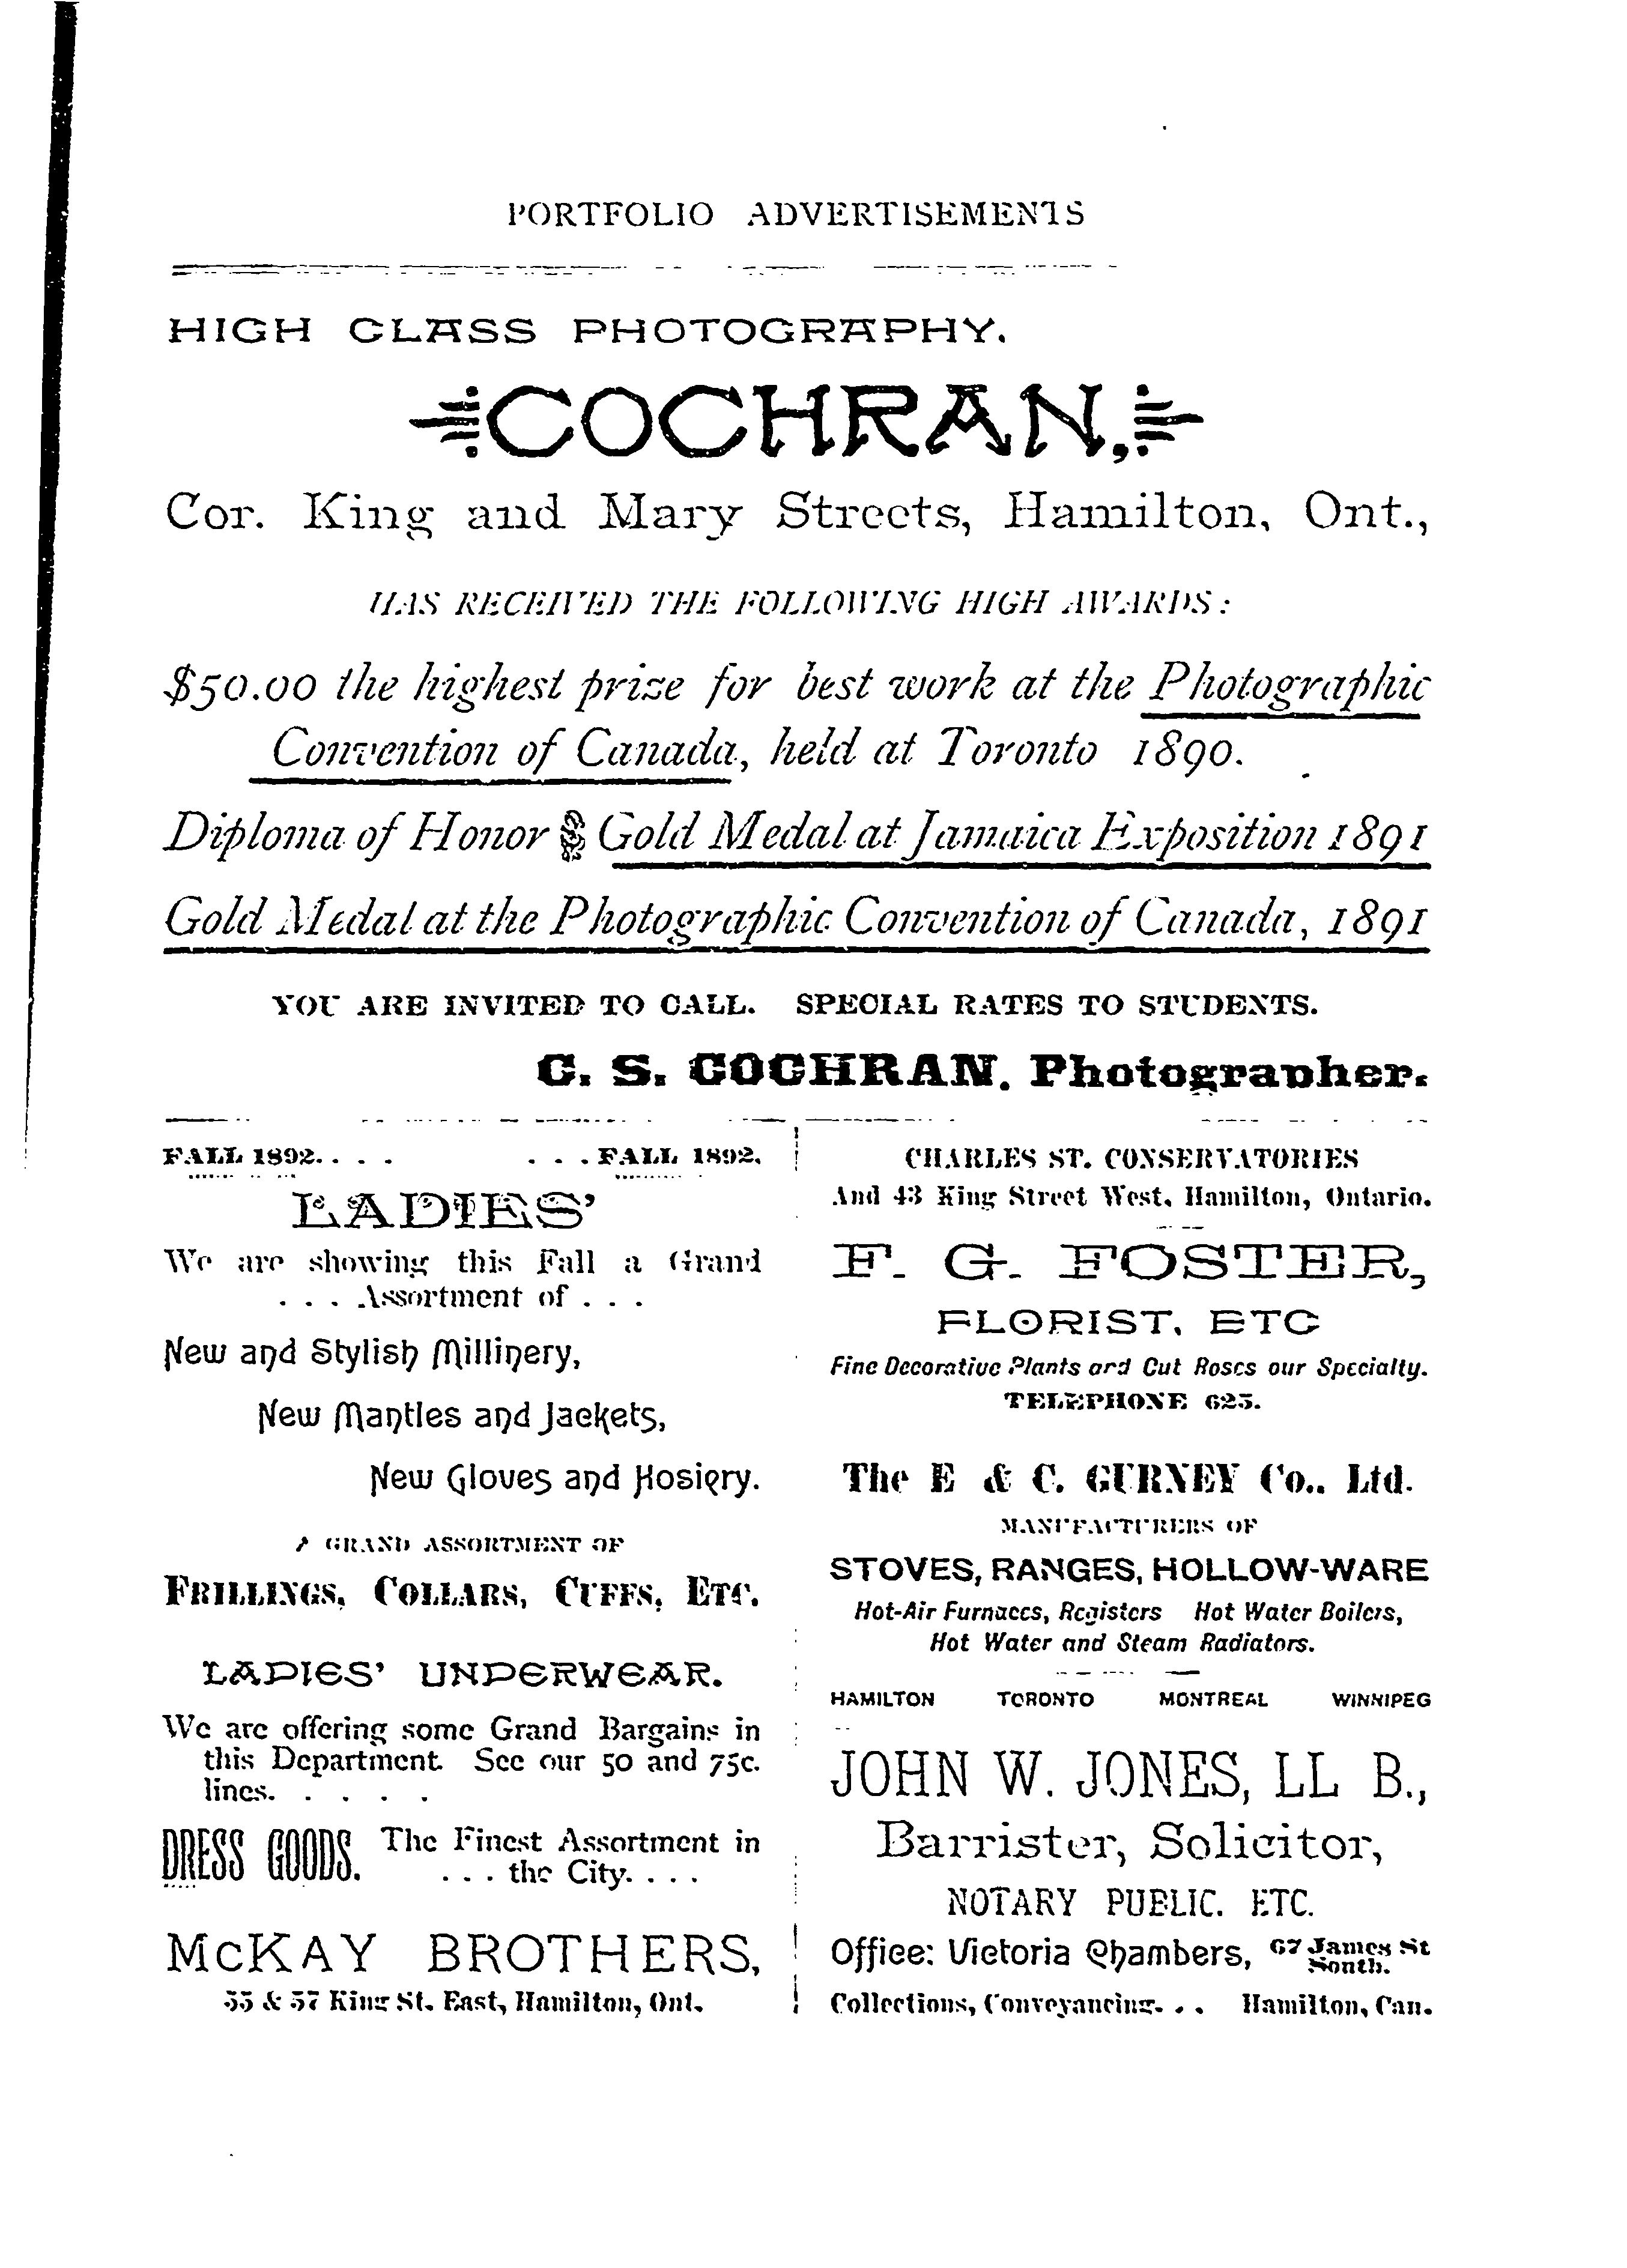 PORTFOLIO ADVERTISEMENTS
HIGH CLASS PHOTOGRAPHY.
COCHRAN,
Cor. King and Mary Streets, Hamilton, Ont.,
HAS RECEIVED THE FOLLOWING HIGH AWARDS:
$50.00 the highest prize for best work at the Photographic
Convention of Canada, held at Toronto 1890.
Diploma of Honor & Gold Medal at Jamaica Exposition 1891
Gold Medal at the Photographic Convention of Canada, 1891
YOU ARE INVITED TO CALL. SPECIAL RATES TO STUDENTS.
C. S. COCHRAN, Photographer.
FALL 1892. . . . . . . FALL 1892.
LADIES'
We are showing this Fall a Grand
. . . Assortment of . . .
New and Stylish Millinery,
New Mantles and Jackets,
New Gloves and Hosiery.
A GRAND ASSORTMENT OF
FRILLINGS, COLLARS, CUFFS, ETC.
LADIES' UNDERWEAR.
We are offering some Grand Bargains in
this Department. See our 50 and 75c.
lines. . . . . .
DRESS GOODS. The Finest Assortment in
. . . the City. . . .
McKAY BROTHERS,
55 & 57 King St. East, Hamilton, Ont.
CHARLES ST. CONSERVATORIES
And 43 King Street West, Hamilton, Ontario.
F. G. FOSTER,
FLORIST, ETC
Fine Decorative Plants and Cut Roses our Specialty.
TELEPHONE 625.
The E & C. GURNEY Co., Ltd.
MANUFACTURERS OF
STOVES, RANGES, HOLLOW-WARE
Hot-Air Furnaces, Registers Hot Water Boilers,
Hot Water and Steam Radiators.
HAMILTON TORONTO MONTREAL WINNIPEG
JOHN W. JONES, LL B.,
Barrister, Solicitor,
NOTARY PUBLIC. ETC.
Office: Victoria Chambers, 67 James St
South.
Collections, Conveyancing. . . Hamilton, Can.